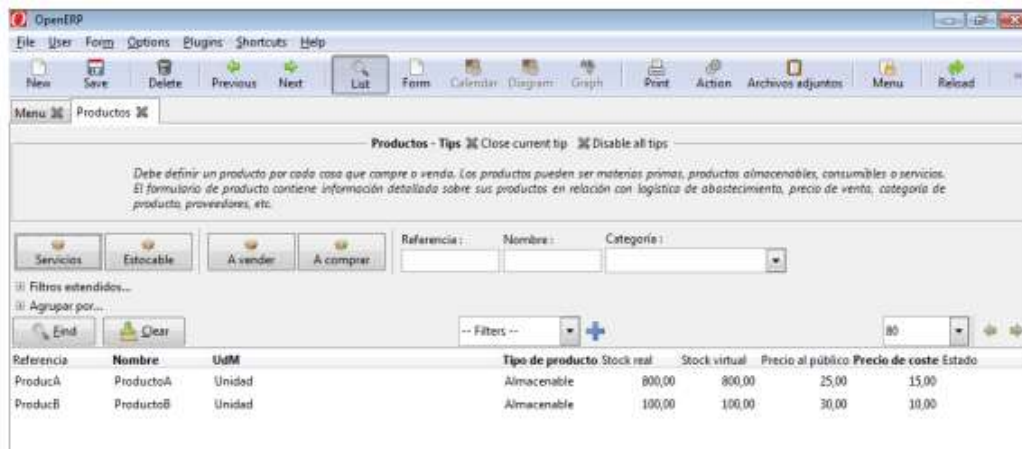 OpenERP
File User Form Options Plugins Shortcuts Help
New Save Delete Previous Next List Form Calendar Diagram Graph Print Action Archivos adjuntos Menu Reload
Menu Productos
Productos - Tips Close current tip Disable all tips
Debe definir un producto por cada cosa que compre o venda. Los productos pueden ser materias primas, productos almacenables, consumibles o servicios.
El formulario de producto contiene información detallada sobre sus productos en relación con logística de abastecimiento, precio de venta, categoría de
producto, proveedores, etc.
Servicios Estocable A vender A comprar Referencia : Nombre : Categoría :
Filtros extendidos...
Agrupar por...
Find Clear -- Filters -- 80
Referencia Nombre UdM Tipo de producto Stock real Stock virtual Precio al público Precio de coste Estado
ProducA ProductoA Unidad Almacenable 800,00 800,00 25,00 15,00
ProducB ProductoB Unidad Almacenable 100,00 100,00 30,00 10,00